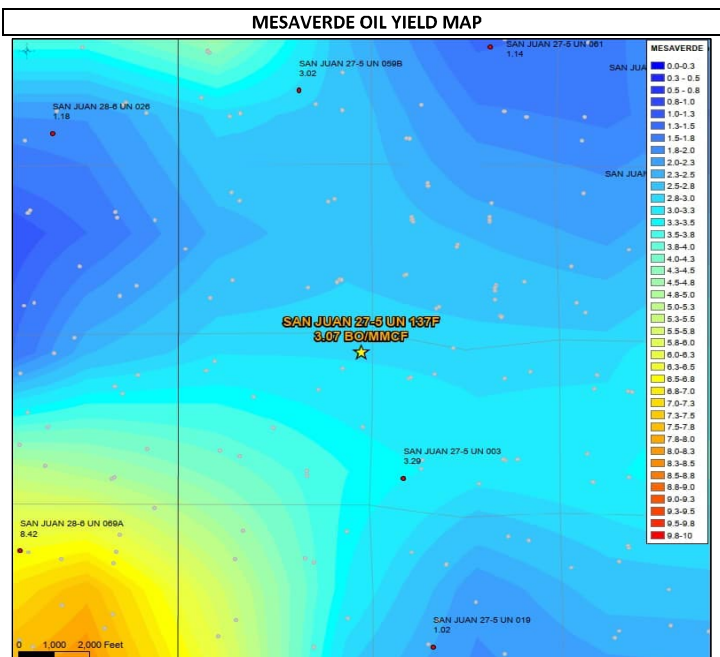 MESAVERDE OIL YIELD MAP
SAN JUAN 27-5 UN 061
1.14
SAN JUAN 27-5 UN 059B
3.02
SAN JUA
SAN JUAN 28-6 UN 026
1.18
SAN JUAN
SAN JUAN 27-5 UN 137F
3.07 BO/MMCF
SAN JUAN 27-5 UN 003
3.29
SAN JUAN 28-6 UN 069A
8.42
SAN JUAN 27-5 UN 019
1.02
0 1,000 2,000 Feet
MESAVERDE
0.0-0.3
0.3 - 0.5
0.5 - 0.8
0.8-1.0
1.0-1.3
1.3-1.5
1.5-1.8
1.8-2.0
2.0-2.3
2.3-2.5
2.5-2.8
2.8-3.0
3.0-3.3
3.3-3.5
3.5-3.8
3.8-4.0
4.0-4.3
4.3-4.5
4.5-4.8
4.8-5.0
5.0-5.3
5.3-5.5
5.5-5.8
5.8-6.0
6.0-6.3
6.3-6.5
6.5-6.8
6.8-7.0
7.0-7.3
7.3-7.5
7.5-7.8
7.8-8.0
8.0-8.3
8.3-8.5
8.5-8.8
8.8-9.0
9.0-9.3
9.3-9.5
9.5-9.8
9.8-10